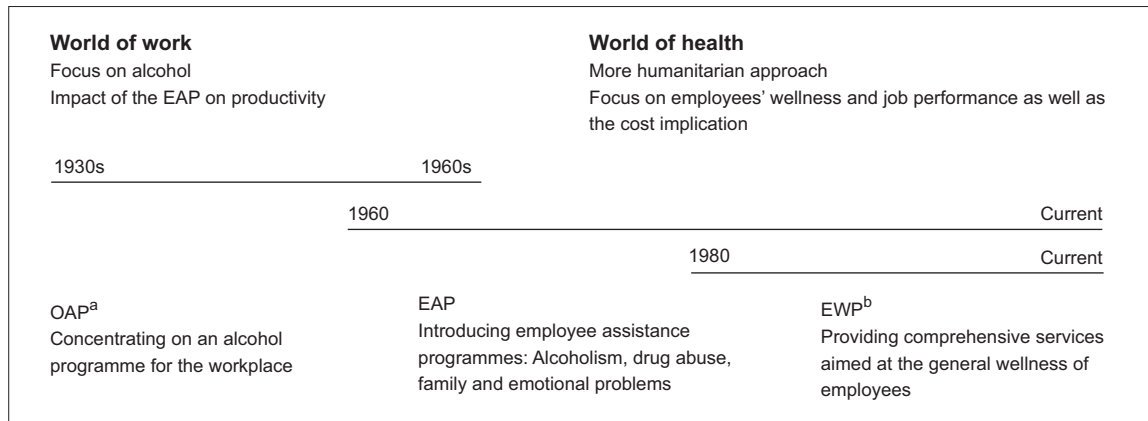 World of work
Focus on alcohol
Impact of the EAP on productivity
World of health
More humanitarian approach
Focus on employees' wellness and job performance as well as
the cost implication
1930s 1960s
1960 Current
1980 Current
OAPa
Concentrating on an alcohol
programme for the workplace
EAP
Introducing employee assistance
programmes: Alcoholism, drug abuse,
family and emotional problems
EWPb
Providing comprehensive services
aimed at the general wellness of
employees